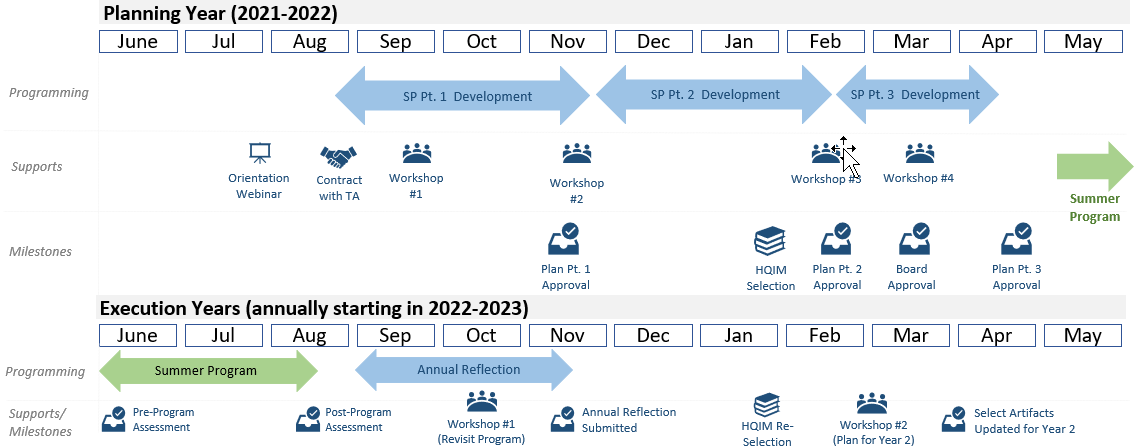 Planning Year (2021-2022)
June Jul Aug Sep Oct Nov Dec Jan Feb Mar Apr May
Programming
SP Pt. 1 Development SP Pt. 2 Development SP Pt. 3 Development
Supports
Orientation
Webinar
Contract
with TA
Workshop
#1
Workshop
#2
Workshop #3
Workshop #4
Summer
Program
Milestones
Plan Pt. 1
Approval
HQIM
Selection
Plan Pt. 2
Approval
Board
Approval
Plan Pt. 3
Approval
Execution Years (annually starting in 2022-2023)
June Jul Aug Sep Oct Nov Dec Jan Feb Mar Apr May
Programming
Summer Program Annual Reflection
Supports/
Milestones
Pre-Program
Assessment
Post-Program
Assessment
Workshop #1
(Revisit Program)
Annual Reflection
Submitted
HQIM Re-
Selection
Workshop #2
(Plan for Year 2)
Select Artifacts
Updated for Year 2